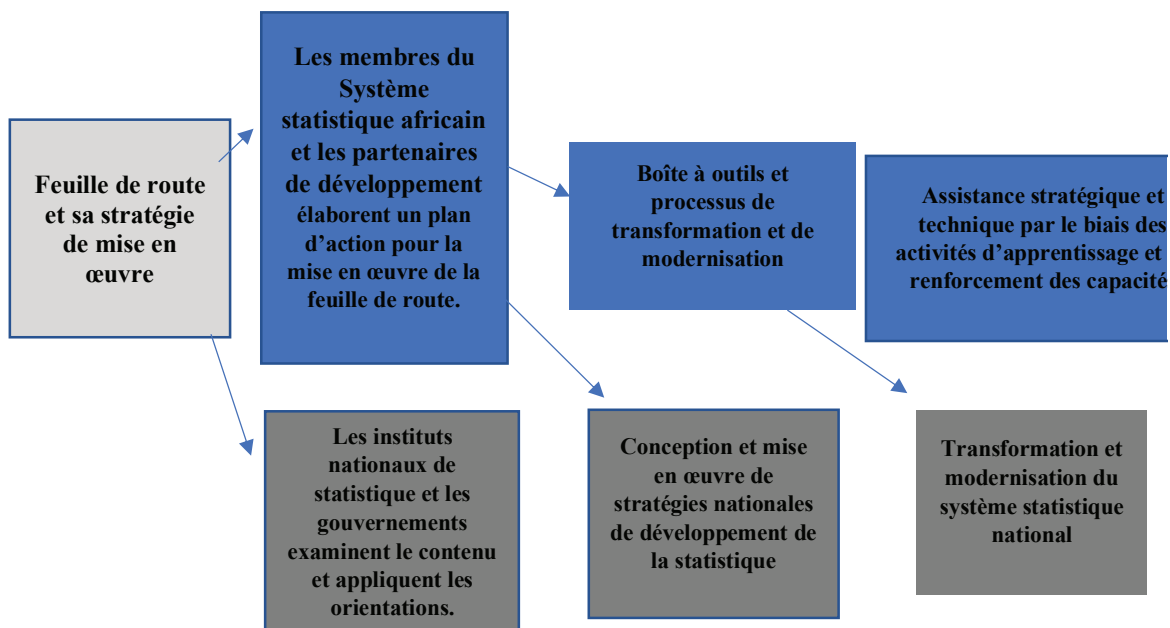 Feuille de route
et sa stratégie
de mise en
œuvre
Les membres du
Système
statistique africain
et les partenaires
de développement
élaborent un plan
d’action pour la
mise en œuvre de la
feuille de route.
Boîte à outils et
processus de
transformation et de
modernisation
Assistance stratégique et
technique par le biais des
activités d’apprentissage et
renforcement des capacité
Les instituts
nationaux de
statistique et les
gouvernements
examinent le contenu
et appliquent les
orientations.
Conception et mise
en œuvre de
stratégies nationales
de développement de
la statistique
Transformation et
modernisation du
système statistique
national